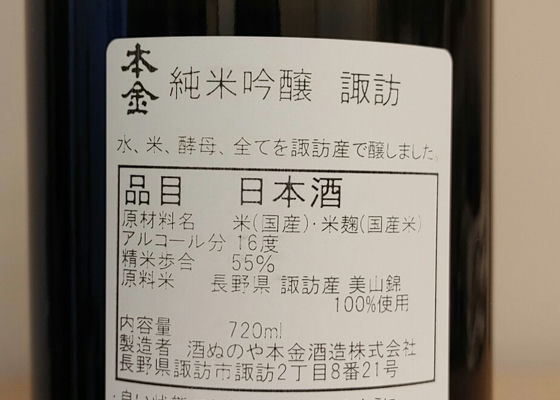 本金 純米吟醸 諏訪
水、米、酵母、全てを諏訪産で醸しました。
品目 日本酒
原材料名 米(国産)・米麹(国産米)
アルコール分 16度
精米歩合 55%
原料米 長野県 諏訪産 美山錦
100%使用
内容量 720ml
製造者 酒ぬのや本金酒造株式会社
長野県諏訪市諏訪2丁目8番21号